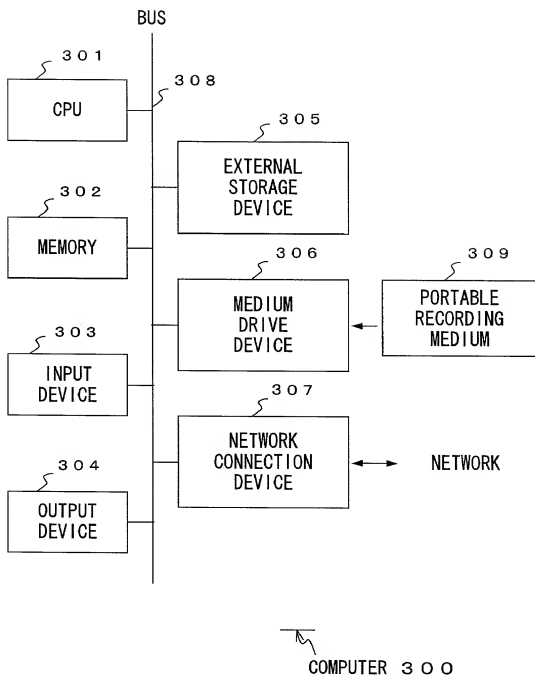 BUS
301
CPU
308
305
EXTERNAL
STORAGE
DEVICE
302
MEMORY
306
MEDIUM
DRIVE
DEVICE
309
PORTABLE
RECORDING
MEDIUM
303
INPUT
DEVICE
307
NETWORK
CONNECTION
DEVICE
NETWORK
304
OUTPUT
DEVICE
COMPUTER 300